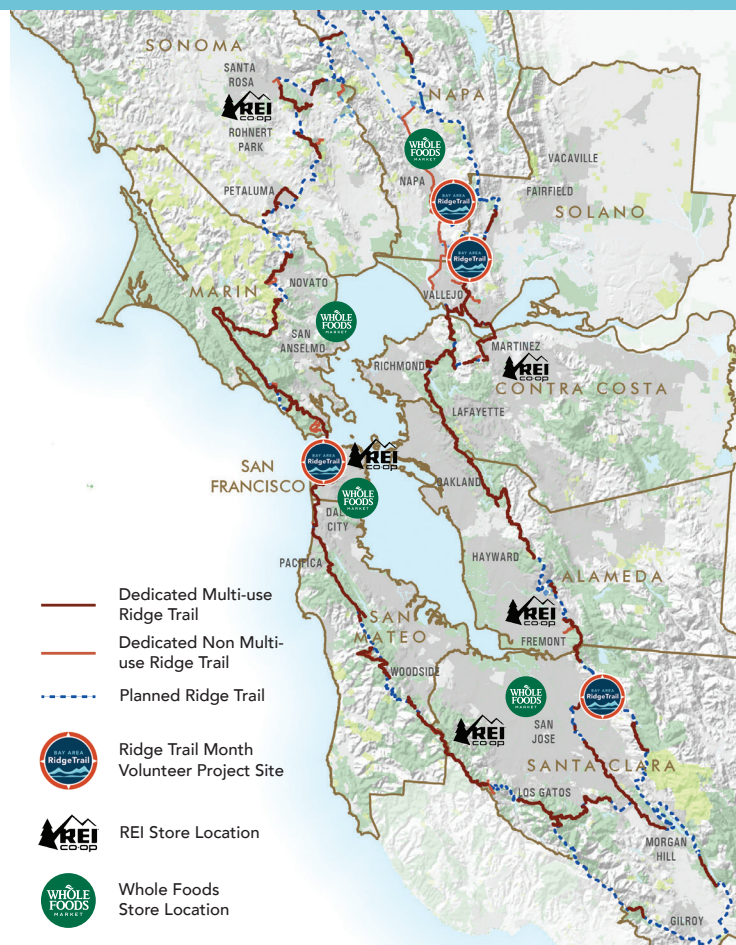 SONOMA
SANTA
ROSA
REI
CO·OP
ROHNERT
PARK
NAPA
WHOLE
FOODS
MARKET
VACAVILLE
NAPA
FAIRFIELD
PETALUMA
BAY AREA
RidgeTrail
SOLANO
BAY AREA
RidgeTrail
MARIN
NOVATO
VALLEJO
WHOLE
FOODS
MARKET
SAN
ANSELMO
MARTINEZ
RICHMOND
REI
CO·OP
CONTRA COSTA
LAFAYETTE
BAY AREA
RidgeTrail
REI
CO·OP
SAN
FRANCISCO
OAKLAND
WHOLE
FOODS
MARKET
DALY
CITY
HAYWARD
PACIFICA
ALAMEDA
REI
CO·OP
SAN
MATEO
FREMONT
WOODSIDE
WHOLE
FOODS
MARKET
BAY AREA
RidgeTrail
REI
CO·OP
SAN
JOSE
SANTA CLARA
LOS GATOS
MORGAN
HILL
GILROY
Dedicated Multi-use
Ridge Trail
Dedicated Non Multi-
use Ridge Trail
Planned Ridge Trail
BAY AREA
RidgeTrail
Ridge Trail Month
Volunteer Project Site
REI
CO·OP
REI Store Location
WHOLE
FOODS
MARKET
Whole Foods
Store Location